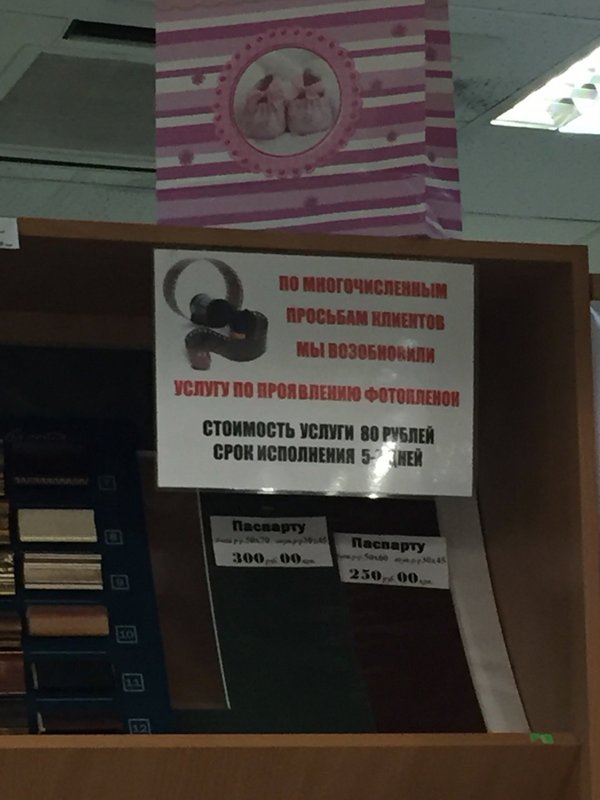 ПО МНОГОЧИСЛЕННЫМ
ПРОСЬБАМ КЛИЕНТОВ
МЫ ВОЗОБНОВИЛИ
УСЛУГУ ПО ПРОЯВЛЕНИЮ ФОТОПЛЕНОК
СТОИМОСТЬ УСЛУГИ 80 РУБЛЕЙ
СРОК ИСПОЛНЕНИЯ ДНЕЙ
Паспарту
300 руб. 00 коп.
Паспарту
250 руб. 00 коп.
7
8
9
10
11
12